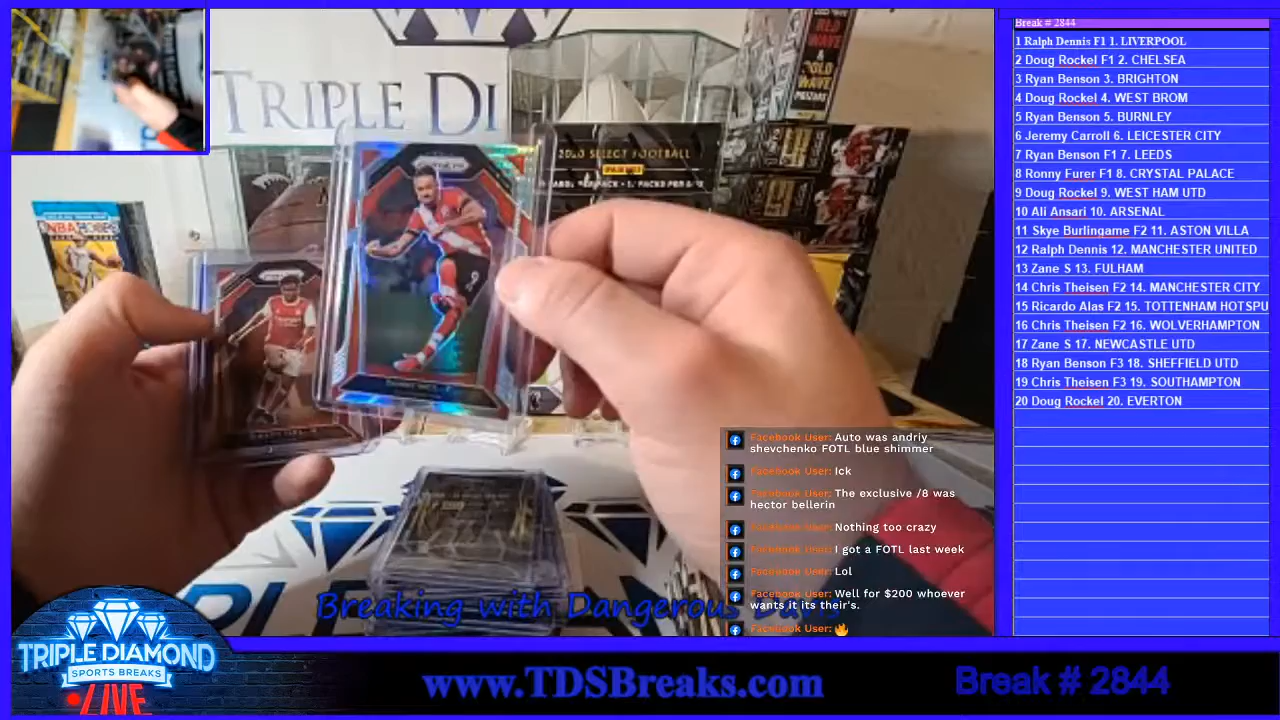 TRIPLE DI
RED WAVE & GOLD WAVE PRIZMS!
2020 SELECT FOOTBALL
PANINI
NBA HOOPS
PRIZM
Break # 2844
1 Ralph Dennis F1 1. LIVERPOOL
2 Doug Rockel F1 2. CHELSEA
3 Ryan Benson 3. BRIGHTON
4 Doug Rockel 4. WEST BROM
5 Ryan Benson 5. BURNLEY
6 Jeremy Carroll 6. LEICESTER CITY
7 Ryan Benson F1 7. LEEDS
8 Ronny Furer F1 8. CRYSTAL PALACE
9 Doug Rockel 9. WEST HAM UTD
10 Ali Ansari 10. ARSENAL
11 Skye Burlingame F2 11. ASTON VILLA
12 Ralph Dennis 12. MANCHESTER UNITED
13 Zane S 13. FULHAM
14 Chris Theisen F2 14. MANCHESTER CITY
15 Ricardo Alas F2 15. TOTTENHAM HOTSPU
16 Chris Theisen F2 16. WOLVERHAMPTON
17 Zane S 17. NEWCASTLE UTD
18 Ryan Benson F3 18. SHEFFIELD UTD
19 Chris Theisen F3 19. SOUTHAMPTON
20 Doug Rockel 20. EVERTON
Facebook User: Auto was andriy
shevchenko FOTL blue shimmer
Facebook User: Ick
Facebook User: The exclusive /8 was
hector bellerin
Facebook User: Nothing too crazy
Facebook User: I got a FOTL last week
Facebook User: Lol
Facebook User: Well for $200 whoever
wants it its their's.
Facebook User: 🔥
Breaking with Dangerous
TRIPLE DIAMOND
SPORTS BREAKS
LIVE
www.TDSBreaks.com
Break # 2844